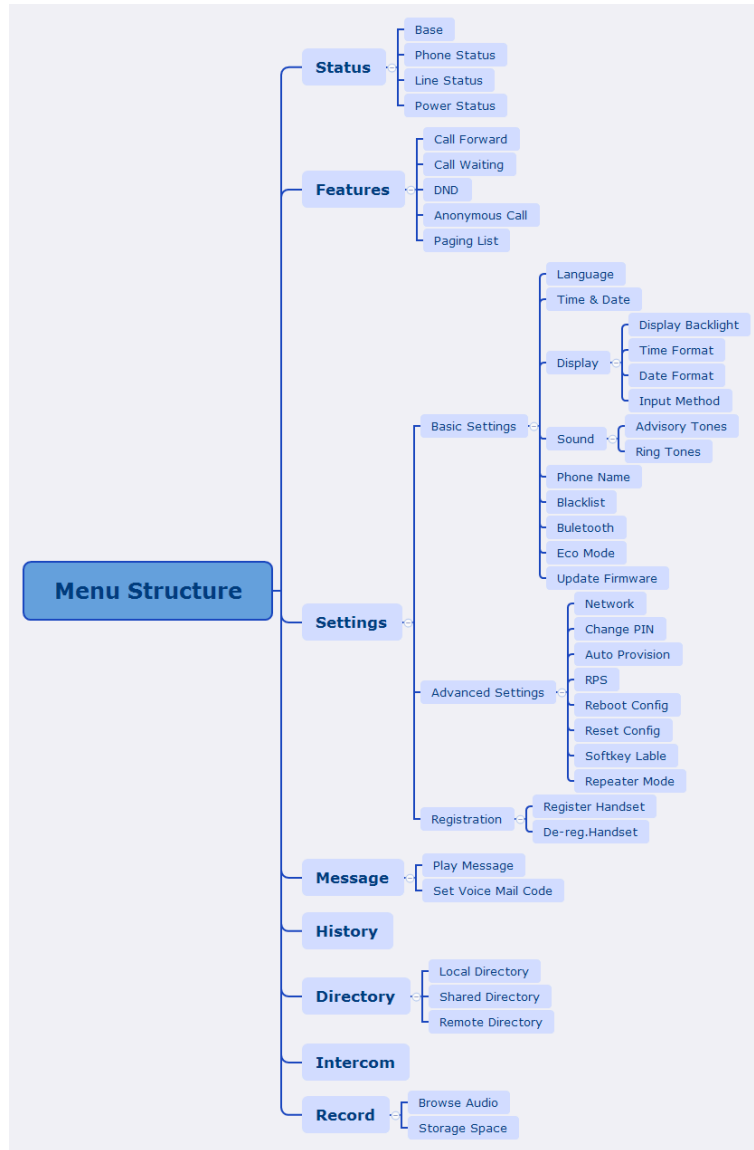 Menu Structure
Status
Base
Phone Status
Line Status
Power Status
Features
Call Forward
Call Waiting
DND
Anonymous Call
Paging List
Settings
Basic Settings
Language
Time & Date
Display
Display Backlight
Time Format
Date Format
Input Method
Sound
Advisory Tones
Ring Tones
Phone Name
Blacklist
Buletooth
Eco Mode
Update Firmware
Advanced Settings
Network
Change PIN
Auto Provision
RPS
Reboot Config
Reset Config
Softkey Lable
Repeater Mode
Registration
Register Handset
De-reg.Handset
Message
Play Message
Set Voice Mail Code
History
Directory
Local Directory
Shared Directory
Remote Directory
Intercom
Record
Browse Audio
Storage Space